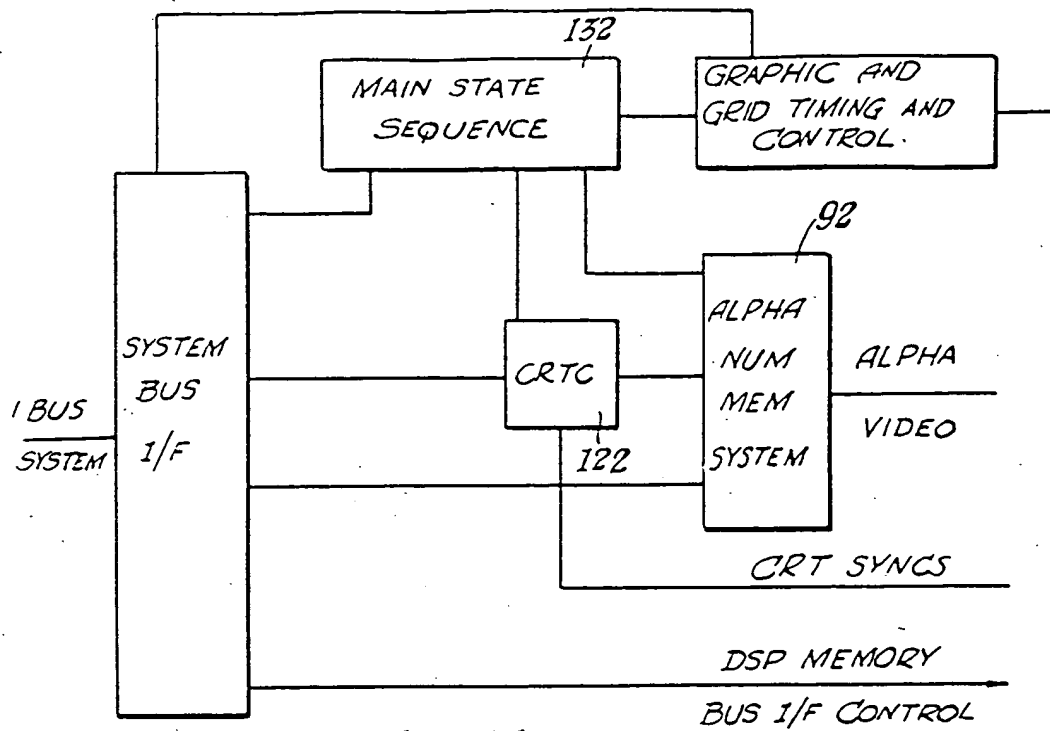 132
MAIN STATE
SEQUENCE
GRAPHIC AND
GRID TIMING AND
CONTROL.
92
SYSTEM
BUS
I/F
1 BUS
SYSTEM
CRTC
122
ALPHA
NUM
MEM
SYSTEM
ALPHA
VIDEO
CRT SYNCS
DSP MEMORY
BUS I/F CONTROL